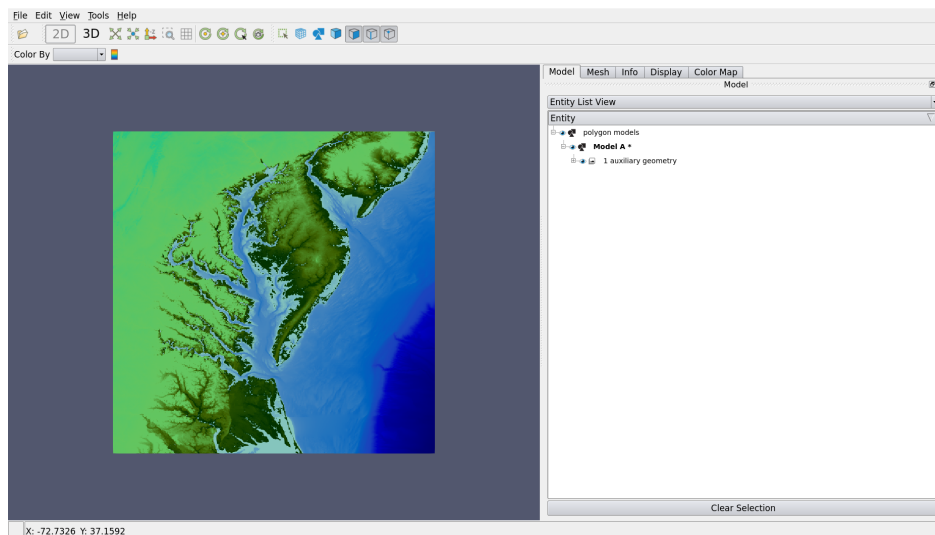 File Edit View Tools Help
2D 3D
Color By
Model Mesh Info Display Color Map
Model
Entity List View
Entity
polygon models
Model A *
1 auxiliary geometry
Clear Selection
X: -72.7326 Y: 37.1592